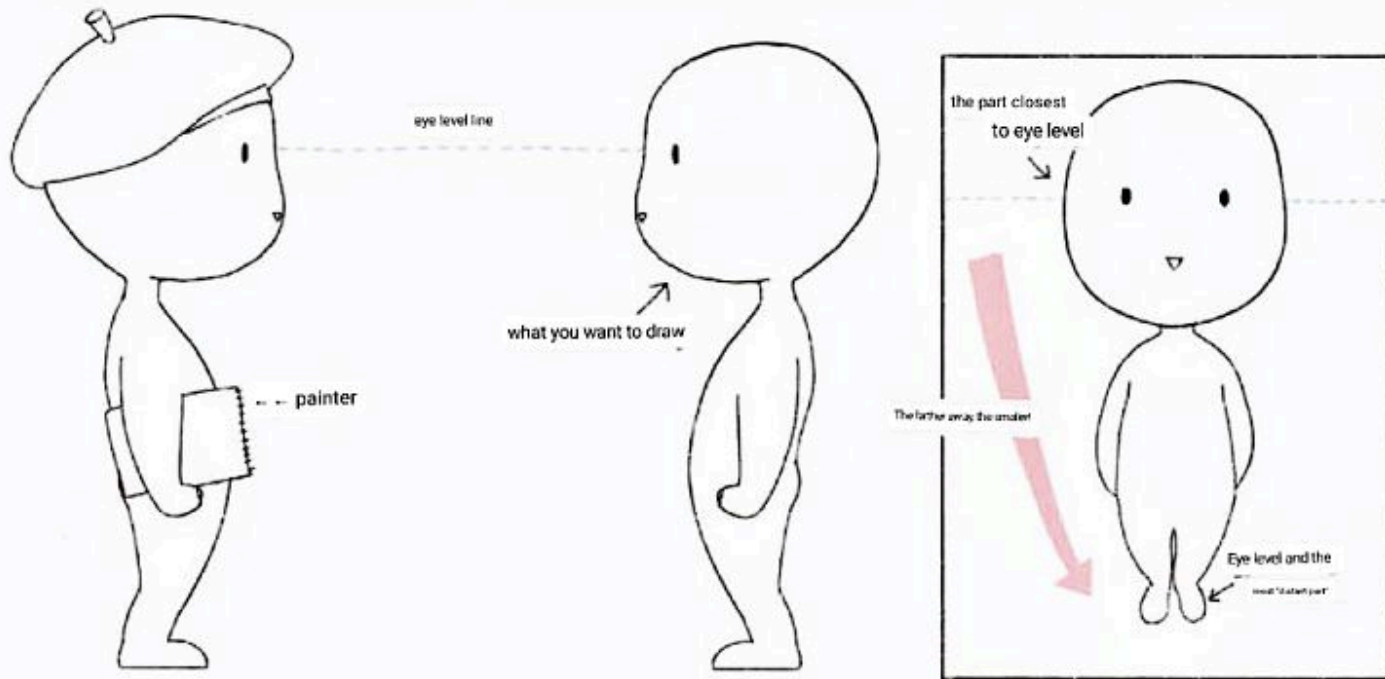 eye level line
what you want to draw
- - painter
the part closest
to eye level
The farther away, the smaller!
Eye level and the
most "distant part"